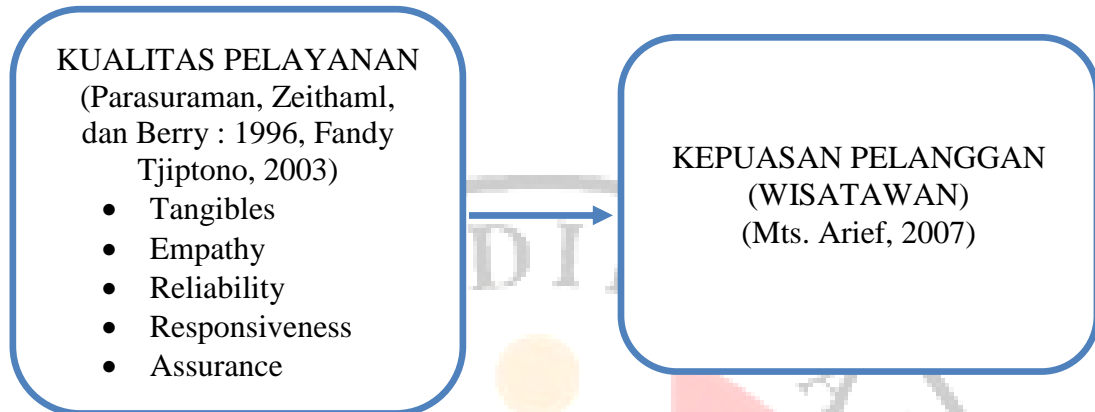 KUALITAS PELAYANAN
(Parasuraman, Zeithaml,
dan Berry : 1996, Fandy
Tjiptono, 2003)
• Tangibles
• Empathy
• Reliability
• Responsiveness
• Assurance
KEPUASAN PELANGGAN
(WISATAWAN)
(Mts. Arief, 2007)